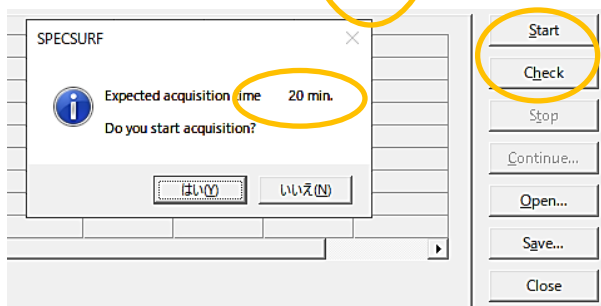 SPECSURF
Expected acquisition time 20 min.
Do you start acquisition?
はい(Y)
いいえ(N)
Start
Check
Stop
Continue...
Open...
Save...
Close